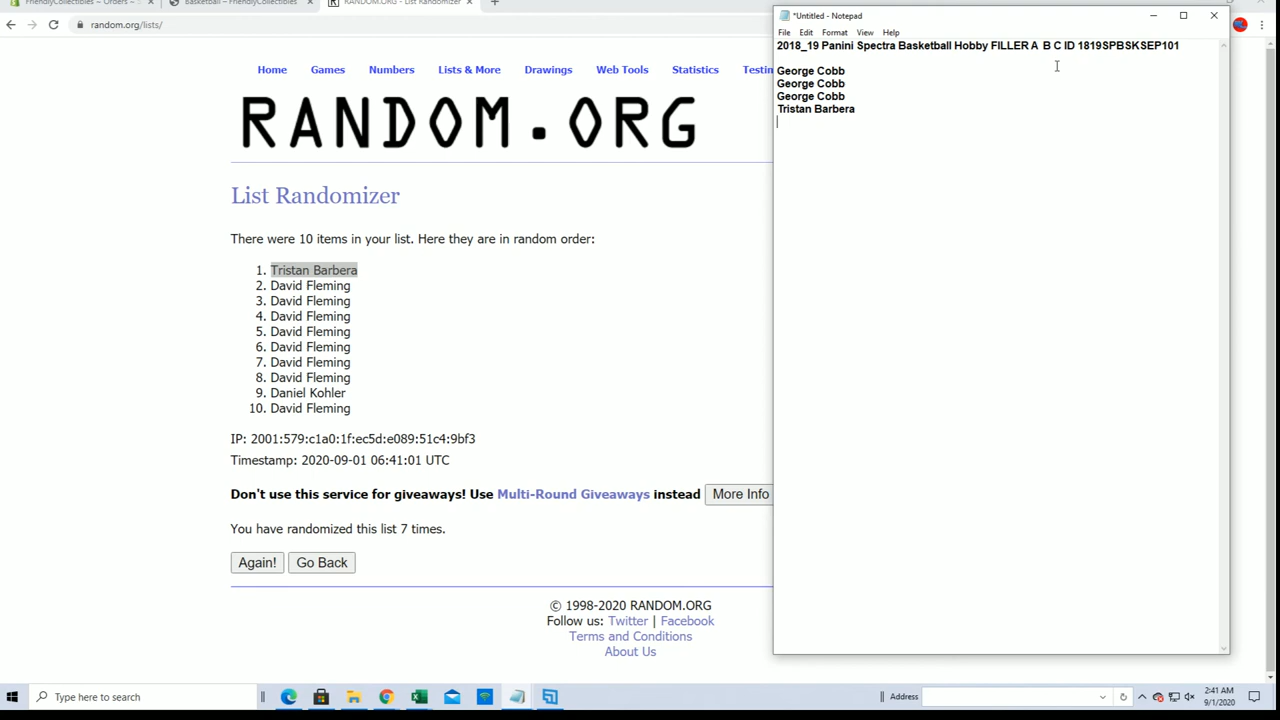 FriendlyCollectibles – Orders –
Basketball – FriendlyCollectibles
RANDOM.ORG - List Randomizer
random.org/lists/
Home Games Numbers Lists & More Drawings Web Tools Statistics Testin
RANDOM.ORG
List Randomizer
There were 10 items in your list. Here they are in random order:
1. Tristan Barbera
2. David Fleming
3. David Fleming
4. David Fleming
5. David Fleming
6. David Fleming
7. David Fleming
8. David Fleming
9. Daniel Kohler
10. David Fleming
IP: 2001:579:c1a0:1f:ec5d:e089:51c4:9bf3
Timestamp: 2020-09-01 06:41:01 UTC
Don't use this service for giveaways! Use Multi-Round Giveaways instead More Info
You have randomized this list 7 times.
Again! Go Back
© 1998-2020 RANDOM.ORG
Follow us: Twitter | Facebook
Terms and Conditions
About Us
*Untitled - Notepad
File Edit Format View Help
2018_19 Panini Spectra Basketball Hobby FILLER A B C ID 1819SPBSKSEP101
George Cobb
George Cobb
George Cobb
Tristan Barbera
Type here to search
Address
2:41 AM
9/1/2020